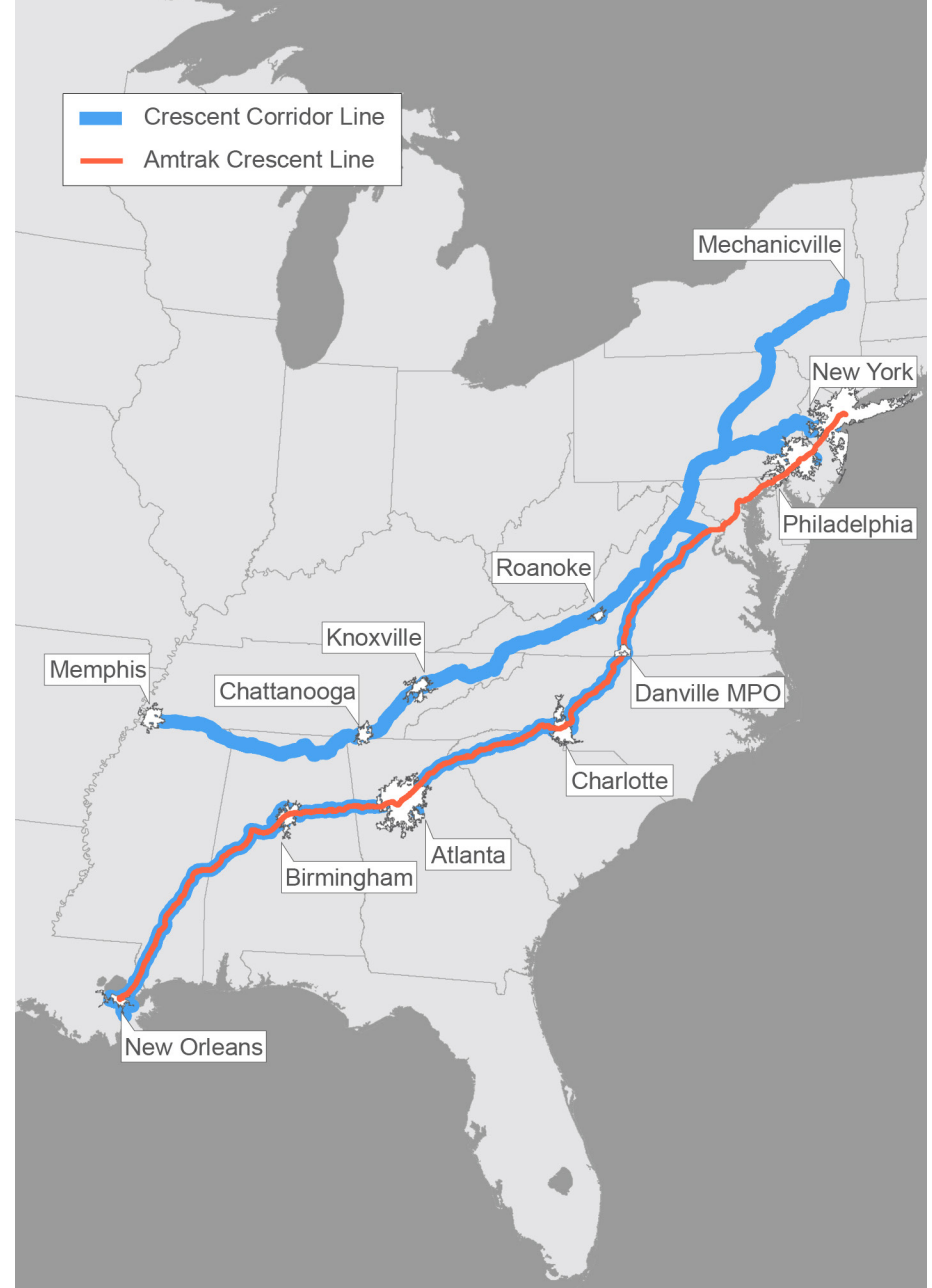 Crescent Corridor Line
Amtrak Crescent Line
Mechanicville
New York
Philadelphia
Roanoke
Knoxville
Memphis
Chattanooga
Danville MPO
Charlotte
Atlanta
Birmingham
New Orleans